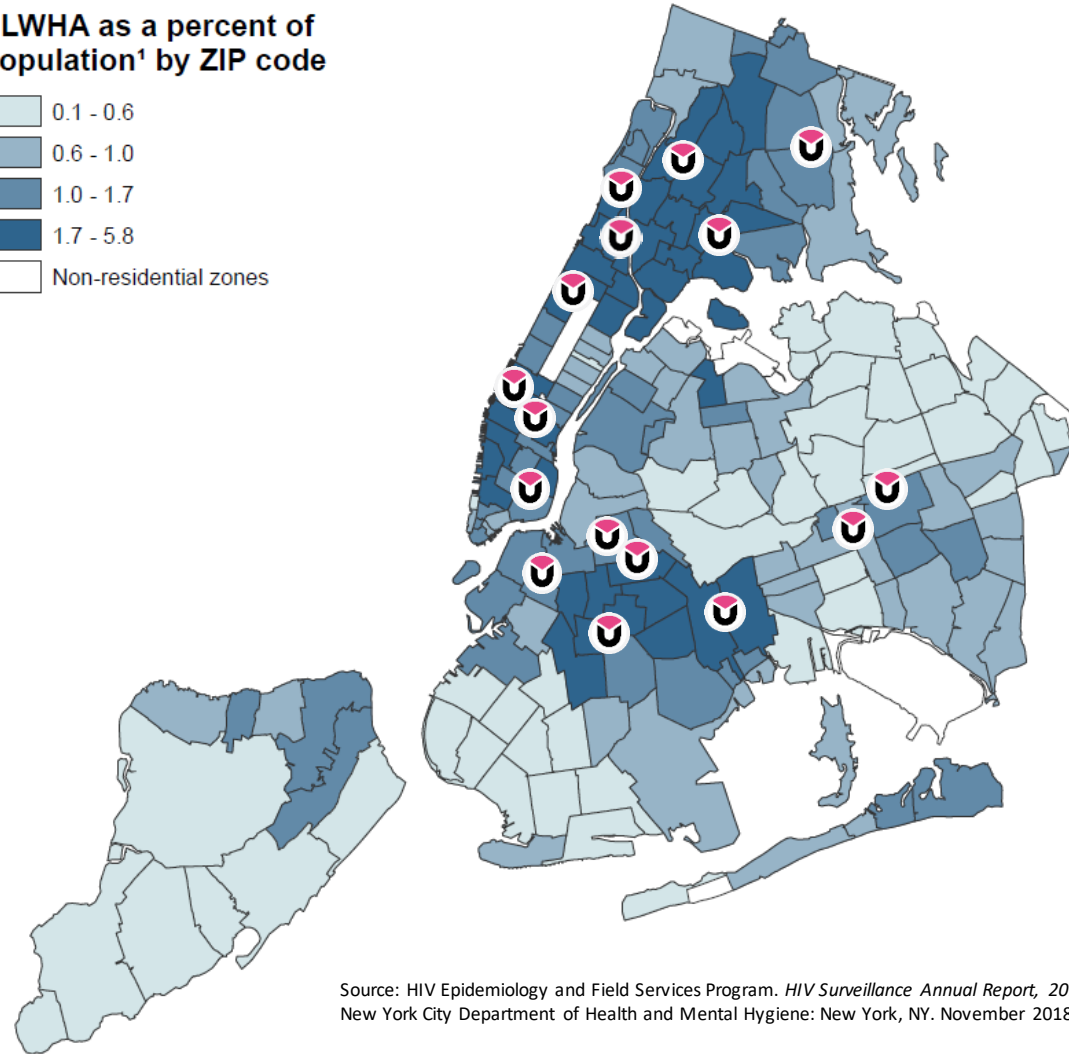 LWHA as a percent of
opulation¹ by ZIP code
0.1 - 0.6
0.6 - 1.0
1.0 - 1.7
1.7 - 5.8
Non-residential zones
Source: HIV Epidemiology and Field Services Program. HIV Surveillance Annual Report, 20
New York City Department of Health and Mental Hygiene: New York, NY. November 2018